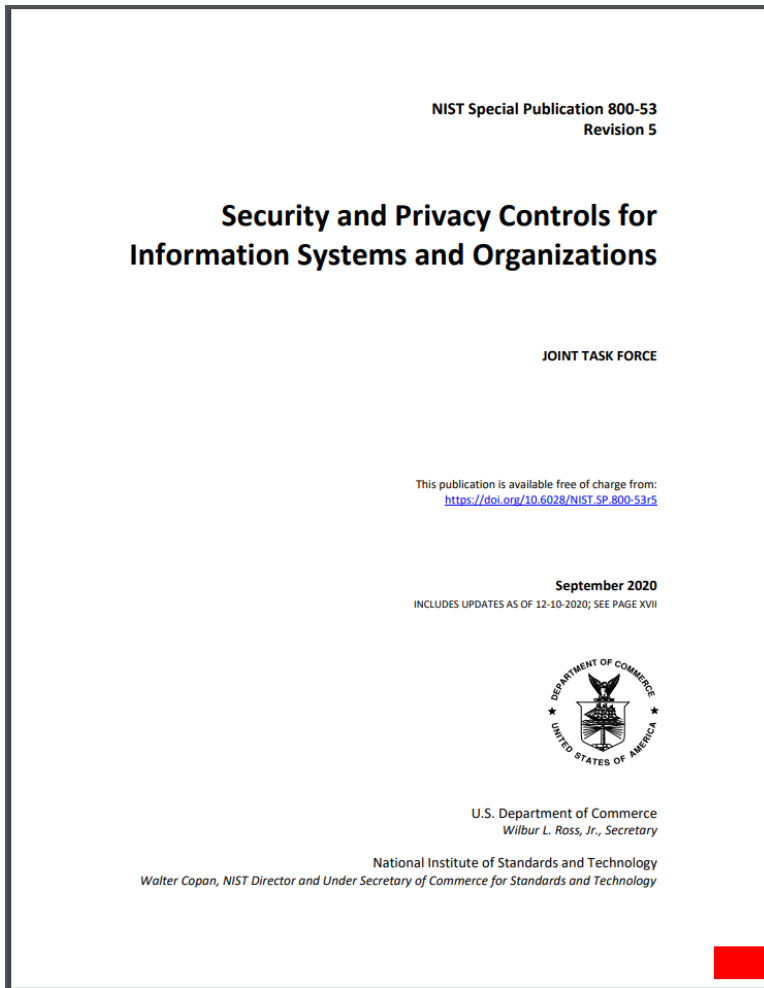 NIST Special Publication 800-53
Revision 5
Security and Privacy Controls for
Information Systems and Organizations
JOINT TASK FORCE
This publication is available free of charge from:
https://doi.org/10.6028/NIST.SP.800-53r5
September 2020
INCLUDES UPDATES AS OF 12-10-2020; SEE PAGE XVII
DEPARTMENT OF COMMERCE
UNITED STATES OF AMERICA
U.S. Department of Commerce
Wilbur L. Ross, Jr., Secretary
National Institute of Standards and Technology
Walter Copan, NIST Director and Under Secretary of Commerce for Standards and Technology